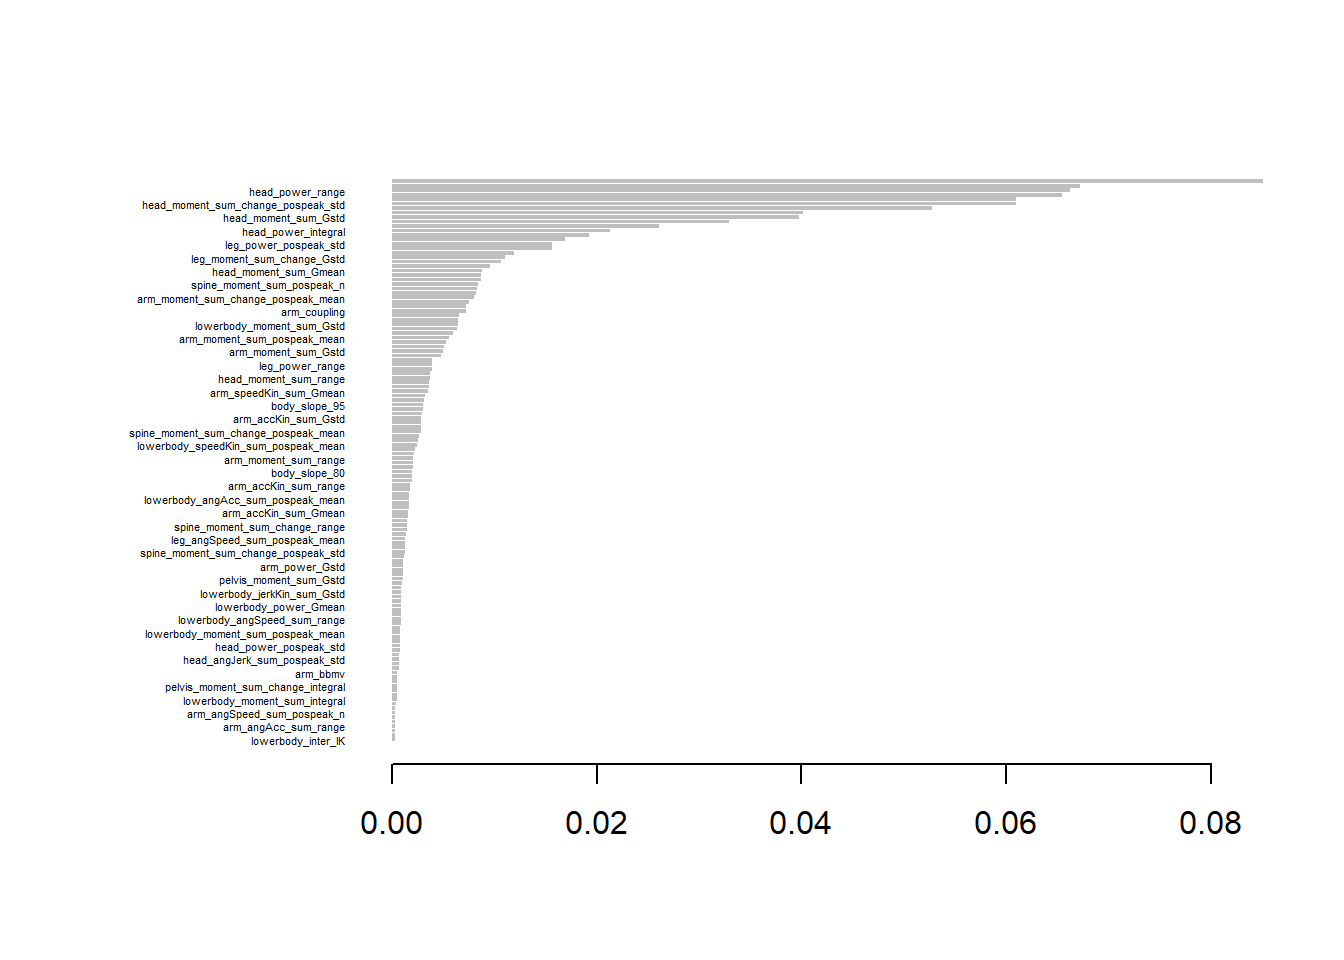 head_power_range
head_moment_sum_change_pospeak_std
head_moment_sum_Gstd
head_power_integral
leg_power_pospeak_std
leg_moment_sum_change_Gstd
head_moment_sum_Gmean
spine_moment_sum_pospeak_n
arm_moment_sum_change_pospeak_mean
arm_coupling
lowerbody_moment_sum_Gstd
arm_moment_sum_pospeak_mean
arm_moment_sum_Gstd
leg_power_range
head_moment_sum_range
arm_speedKin_sum_Gmean
body_slope_95
arm_accKin_sum_Gstd
spine_moment_sum_change_pospeak_mean
lowerbody_speedKin_sum_pospeak_mean
arm_moment_sum_range
body_slope_80
arm_accKin_sum_range
lowerbody_angAcc_sum_pospeak_mean
arm_accKin_sum_Gmean
spine_moment_sum_change_range
leg_angSpeed_sum_pospeak_mean
spine_moment_sum_change_pospeak_std
arm_power_Gstd
pelvis_moment_sum_Gstd
lowerbody_jerkKin_sum_Gstd
lowerbody_power_Gmean
lowerbody_angSpeed_sum_range
lowerbody_moment_sum_pospeak_mean
head_power_pospeak_std
head_angJerk_sum_pospeak_std
arm_bbmv
pelvis_moment_sum_change_integral
lowerbody_moment_sum_integral
arm_angSpeed_sum_pospeak_n
arm_angAcc_sum_range
lowerbody_inter_IK
0.00 0.02 0.04 0.06 0.08